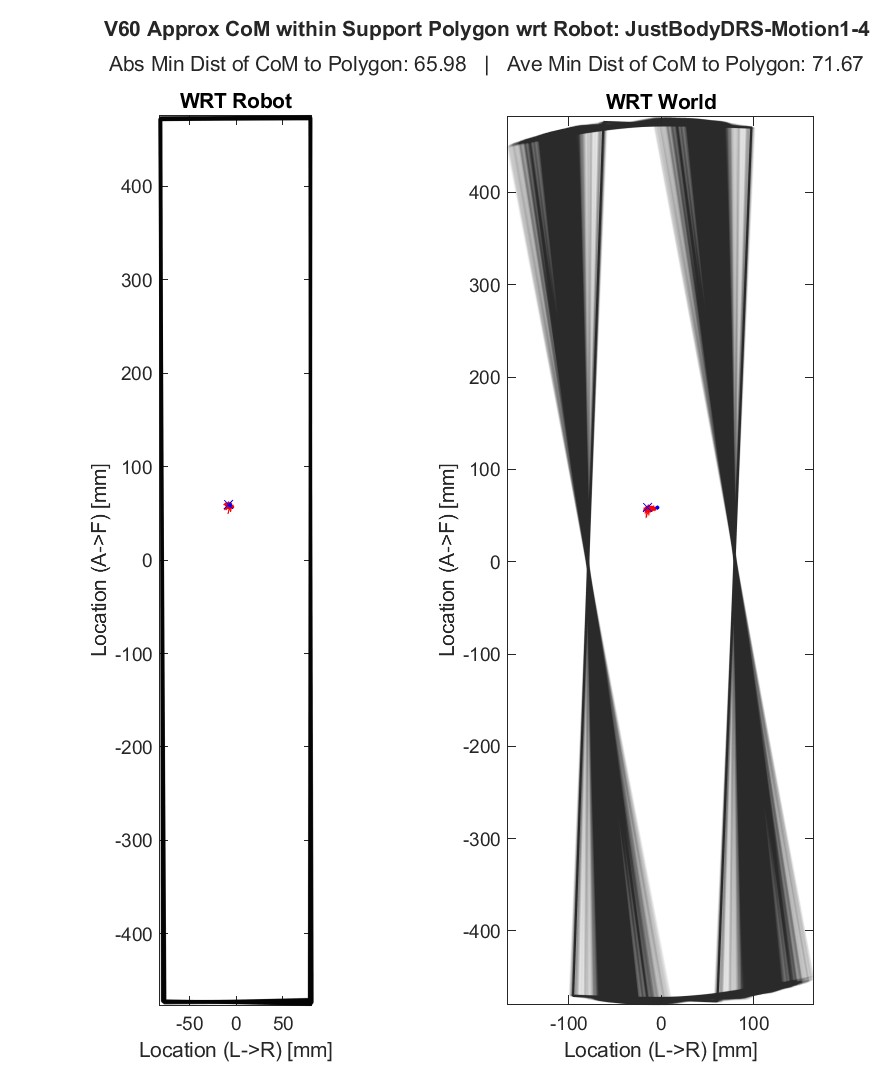 V60 Approx CoM within Support Polygon wrt Robot: JustBodyDRS-Motion1-4
Abs Min Dist of CoM to Polygon: 65.98 | Ave Min Dist of CoM to Polygon: 71.67
WRT Robot
400
300
200
100
0
-100
-200
-300
-400
Location (A->F) [mm]
-50 0 50
Location (L->R) [mm]
WRT World
400
300
200
100
0
-100
-200
-300
-400
Location (A->F) [mm]
-100 0 100
Location (L->R) [mm]